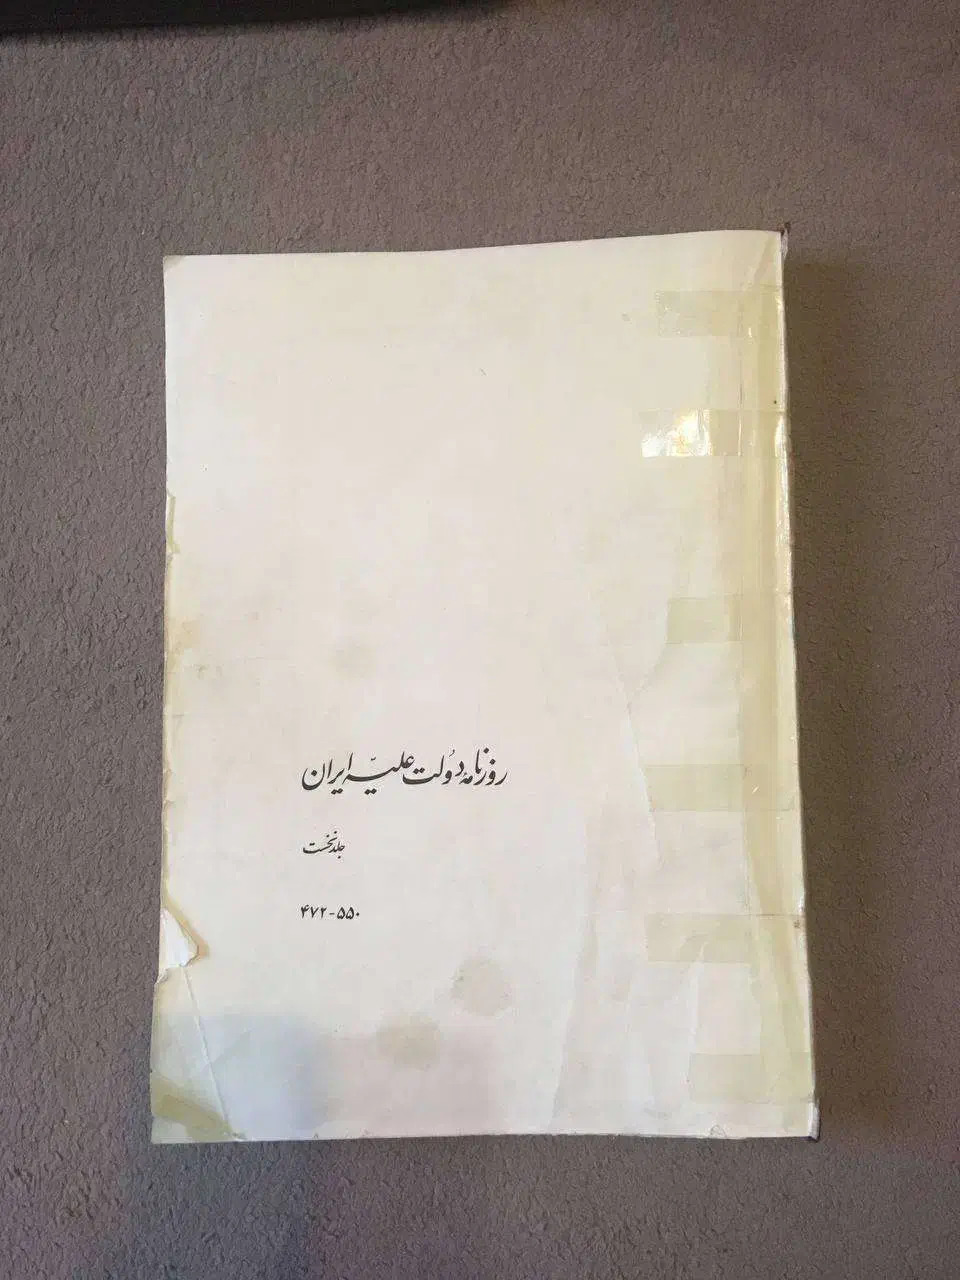 روزنامهٔ دولت علیّه ایران
جلد نخست
۴۷۲-۵۵۰